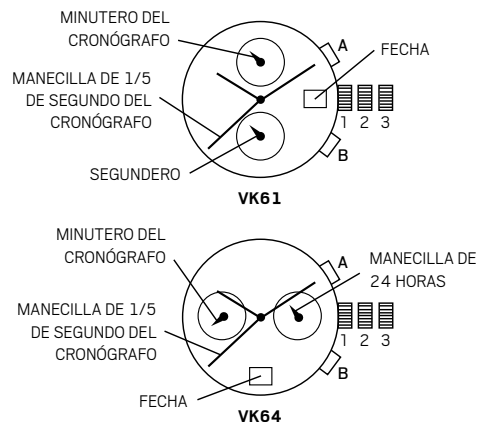 MINUTERO DEL
CRONÓGRAFO
A
FECHA
MANECILLA DE 1/5
DE SEGUNDO DEL
CRONÓGRAFO
1 2 3
B
SEGUNDERO
VK61
MINUTERO DEL
CRONÓGRAFO
A
MANECILLA DE
24 HORAS
MANECILLA DE 1/5
DE SEGUNDO DEL
CRONÓGRAFO
1 2 3
B
FECHA
VK64